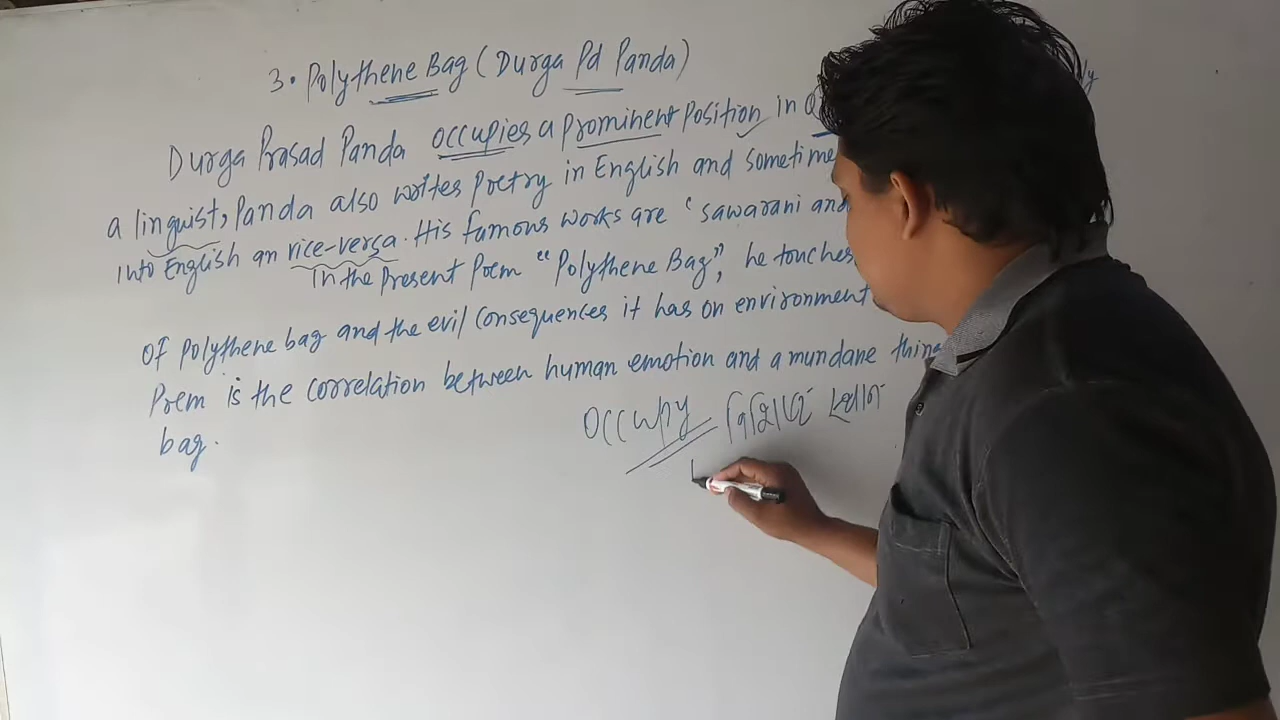 3. Polythene Bag (Durga Pd Panda)
Durga Prasad Panda occupies a prominent position in
a linguist, Panda also writes Poetry in English and sometime
into English an vice-versa. His famous works are ‘sawarani and
In the present Poem “Polythene Bag”, he touches
Of polythene bag and the evil consequences it has on environment
Poem is the correlation between human emotion and a mundane thing
bag.
Occupy